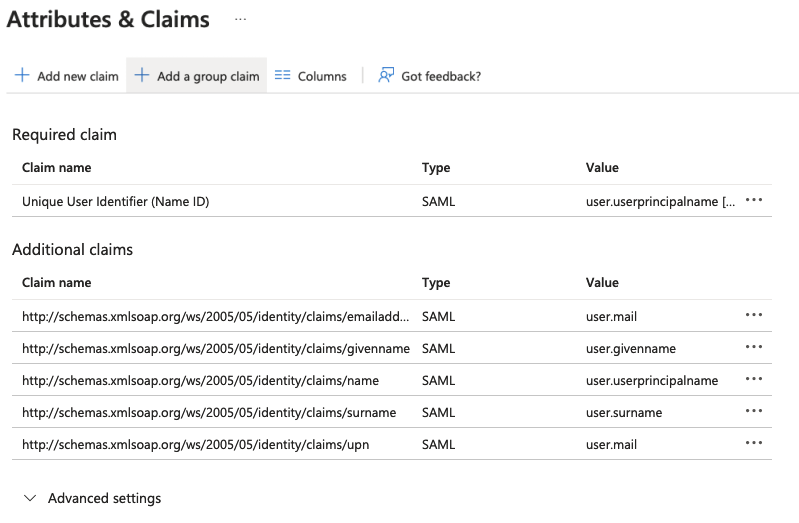 Attributes & Claims ...
Add new claim Add a group claim Columns Got feedback?
Required claim
Claim name Type Value
Unique User Identifier (Name ID) SAML user.userprincipalname [... ...
Additional claims
Claim name Type Value
http://schemas.xmlsoap.org/ws/2005/05/identity/claims/emailadd... SAML user.mail ...
http://schemas.xmlsoap.org/ws/2005/05/identity/claims/givenname SAML user.givenname ...
http://schemas.xmlsoap.org/ws/2005/05/identity/claims/name SAML user.userprincipalname ...
http://schemas.xmlsoap.org/ws/2005/05/identity/claims/surname SAML user.surname ...
http://schemas.xmlsoap.org/ws/2005/05/identity/claims/upn SAML user.mail ...
Advanced settings